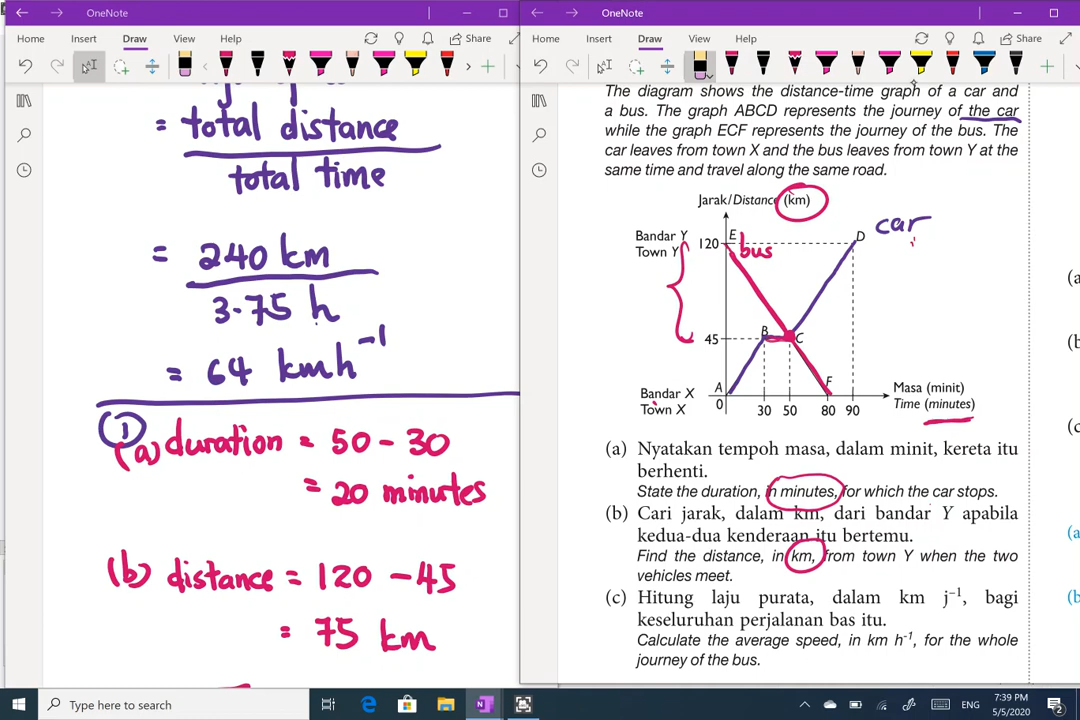 OneNote
Home Insert Draw View Help Share
= total distance
total time
= 240 km
3.75 h
= 64 kmh⁻¹
①
(a) duration = 50 - 30
= 20 minutes
(b) distance = 120 - 45
= 75 km
OneNote
Home Insert Draw View Help Share
The diagram shows the distance-time graph of a car and
a bus. The graph ABCD represents the journey of the car
while the graph ECF represents the journey of the bus. The
car leaves from town X and the bus leaves from town Y at the
same time and travel along the same road.
Jarak/Distance (km)
Bandar Y
Town Y
120
E
bus
D
car
45
B
C
A
F
Bandar X
Town X
0
30 50 80 90
Masa (minit)
Time (minutes)
(a) Nyatakan tempoh masa, dalam minit, kereta itu
berhenti.
State the duration, in minutes, for which the car stops.
(b) Cari jarak, dalam km, dari bandar Y apabila
kedua-dua kenderaan itu bertemu.
Find the distance, in km, from town Y when the two
vehicles meet.
(c) Hitung laju purata, dalam km j⁻¹, bagi
keseluruhan perjalanan bas itu.
Calculate the average speed, in km h⁻¹, for the whole
journey of the bus.
(a
(b
(c
(a
(b
Type here to search
ENG
7:39 PM
5/5/2020
2